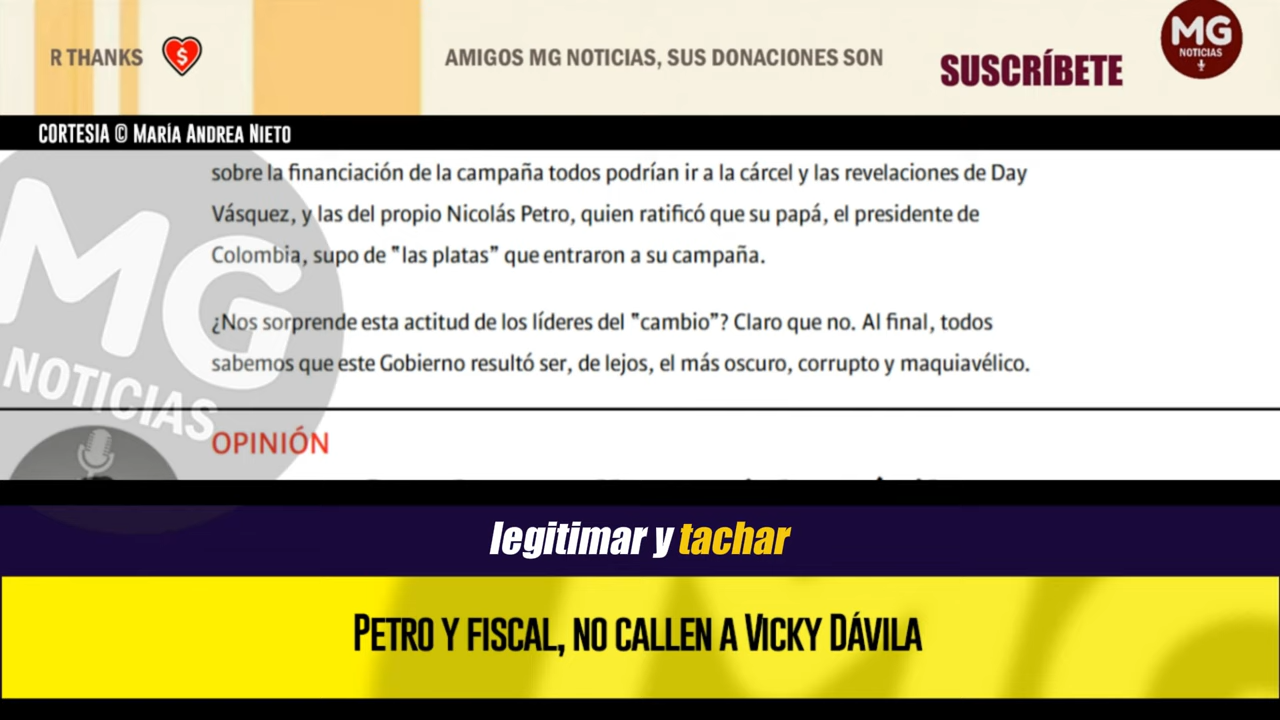 R THANKS
AMIGOS MG NOTICIAS, SUS DONACIONES SON
SUSCRÍBETE
MG
NOTICIAS
CORTESIA © MARÍA ANDREA NIETO
sobre la financiación de la campaña todos podrían ir a la cárcel y las revelaciones de Day
Vásquez, y las del propio Nicolás Petro, quien ratificó que su papá, el presidente de
Colombia, supo de "las platas" que entraron a su campaña.
¿Nos sorprende esta actitud de los líderes del "cambio"? Claro que no. Al final, todos
sabemos que este Gobierno resultó ser, de lejos, el más oscuro, corrupto y maquiavélico.
MG
NOTICIAS
OPINIÓN
legitimar y tachar
PETRO Y FISCAL, NO CALLEN A VICKY DÁVILA